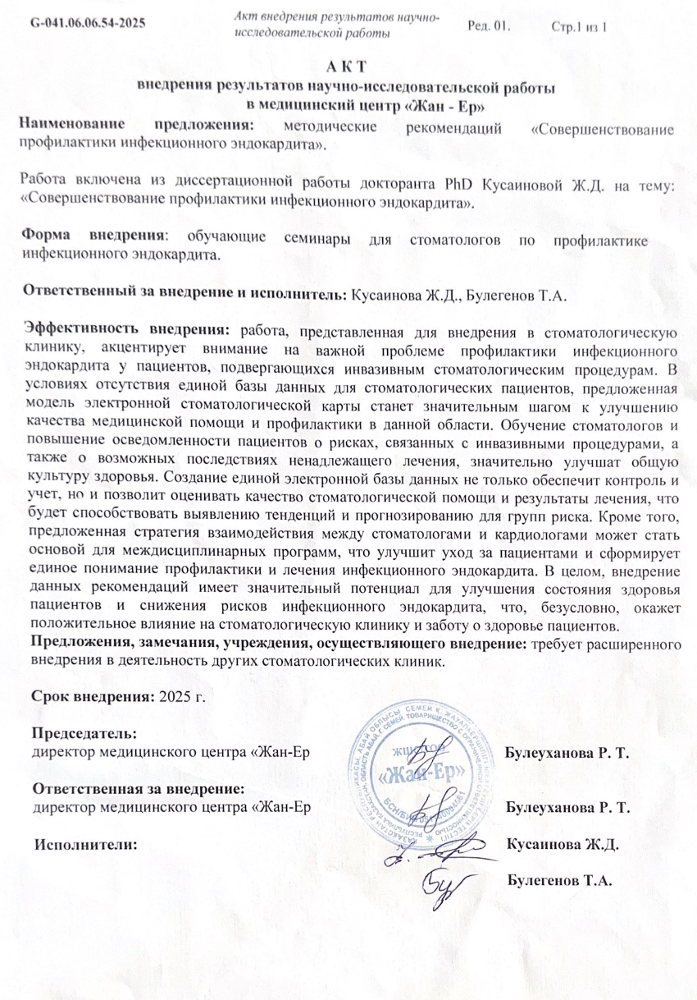 G-041.06.06.54-2025
Акт внедрения результатов научно-
исследовательской работы
Ред. 01.
Стр.1 из 1
А К Т
внедрения результатов научно-исследовательской работы
в медицинский центр «Жан - Ер»
Наименование предложения: методические рекомендаций «Совершенствование
профилактики инфекционного эндокардита».
Работа включена из диссертационной работы докторанта PhD Кусаиновой Ж.Д. на тему:
«Совершенствование профилактики инфекционного эндокардита».
Форма внедрения: обучающие семинары для стоматологов по профилактике
инфекционного эндокардита.
Ответственный за внедрение и исполнитель: Кусаинова Ж.Д., Булегенов Т.А.
Эффективность внедрения: работа, представленная для внедрения в стоматологическую
клинику, акцентирует внимание на важной проблеме профилактики инфекционного
эндокардита у пациентов, подвергающихся инвазивным стоматологическим процедурам. В
условиях отсутствия единой базы данных для стоматологических пациентов, предложенная
модель электронной стоматологической карты станет значительным шагом к улучшению
качества медицинской помощи и профилактики в данной области. Обучение стоматологов и
повышение осведомленности пациентов о рисках, связанных с инвазивными процедурами, а
также о возможных последствиях ненадлежащего лечения, значительно улучшат общую
культуру здоровья. Создание единой электронной базы данных не только обеспечит контроль и
учет, но и позволит оценивать качество стоматологической помощи и результаты лечения, что
будет способствовать выявлению тенденций и прогнозированию для групп риска. Кроме того,
предложенная стратегия взаимодействия между стоматологами и кардиологами может стать
основой для междисциплинарных программ, что улучшит уход за пациентами и сформирует
единое понимание профилактики и лечения инфекционного эндокардита. В целом, внедрение
данных рекомендаций имеет значительный потенциал для улучшения состояния здоровья
пациентов и снижения рисков инфекционного эндокардита, что, безусловно, окажет
положительное влияние на стоматологическую клинику и заботу о здоровье пациентов.
Предложения, замечания, учреждения, осуществляющего внедрение: требует расширенного
внедрения в деятельность других стоматологических клиник.
Срок внедрения: 2025 г.
Председатель:
директор медицинского центра «Жан-Ер
Булеуханова Р. Т.
«Жан-Ер»
Ответственная за внедрение:
директор медицинского центра «Жан-Ер
Булеуханова Р. Т.
Исполнители:
Кусаинова Ж.Д.
Булегенов Т.А.